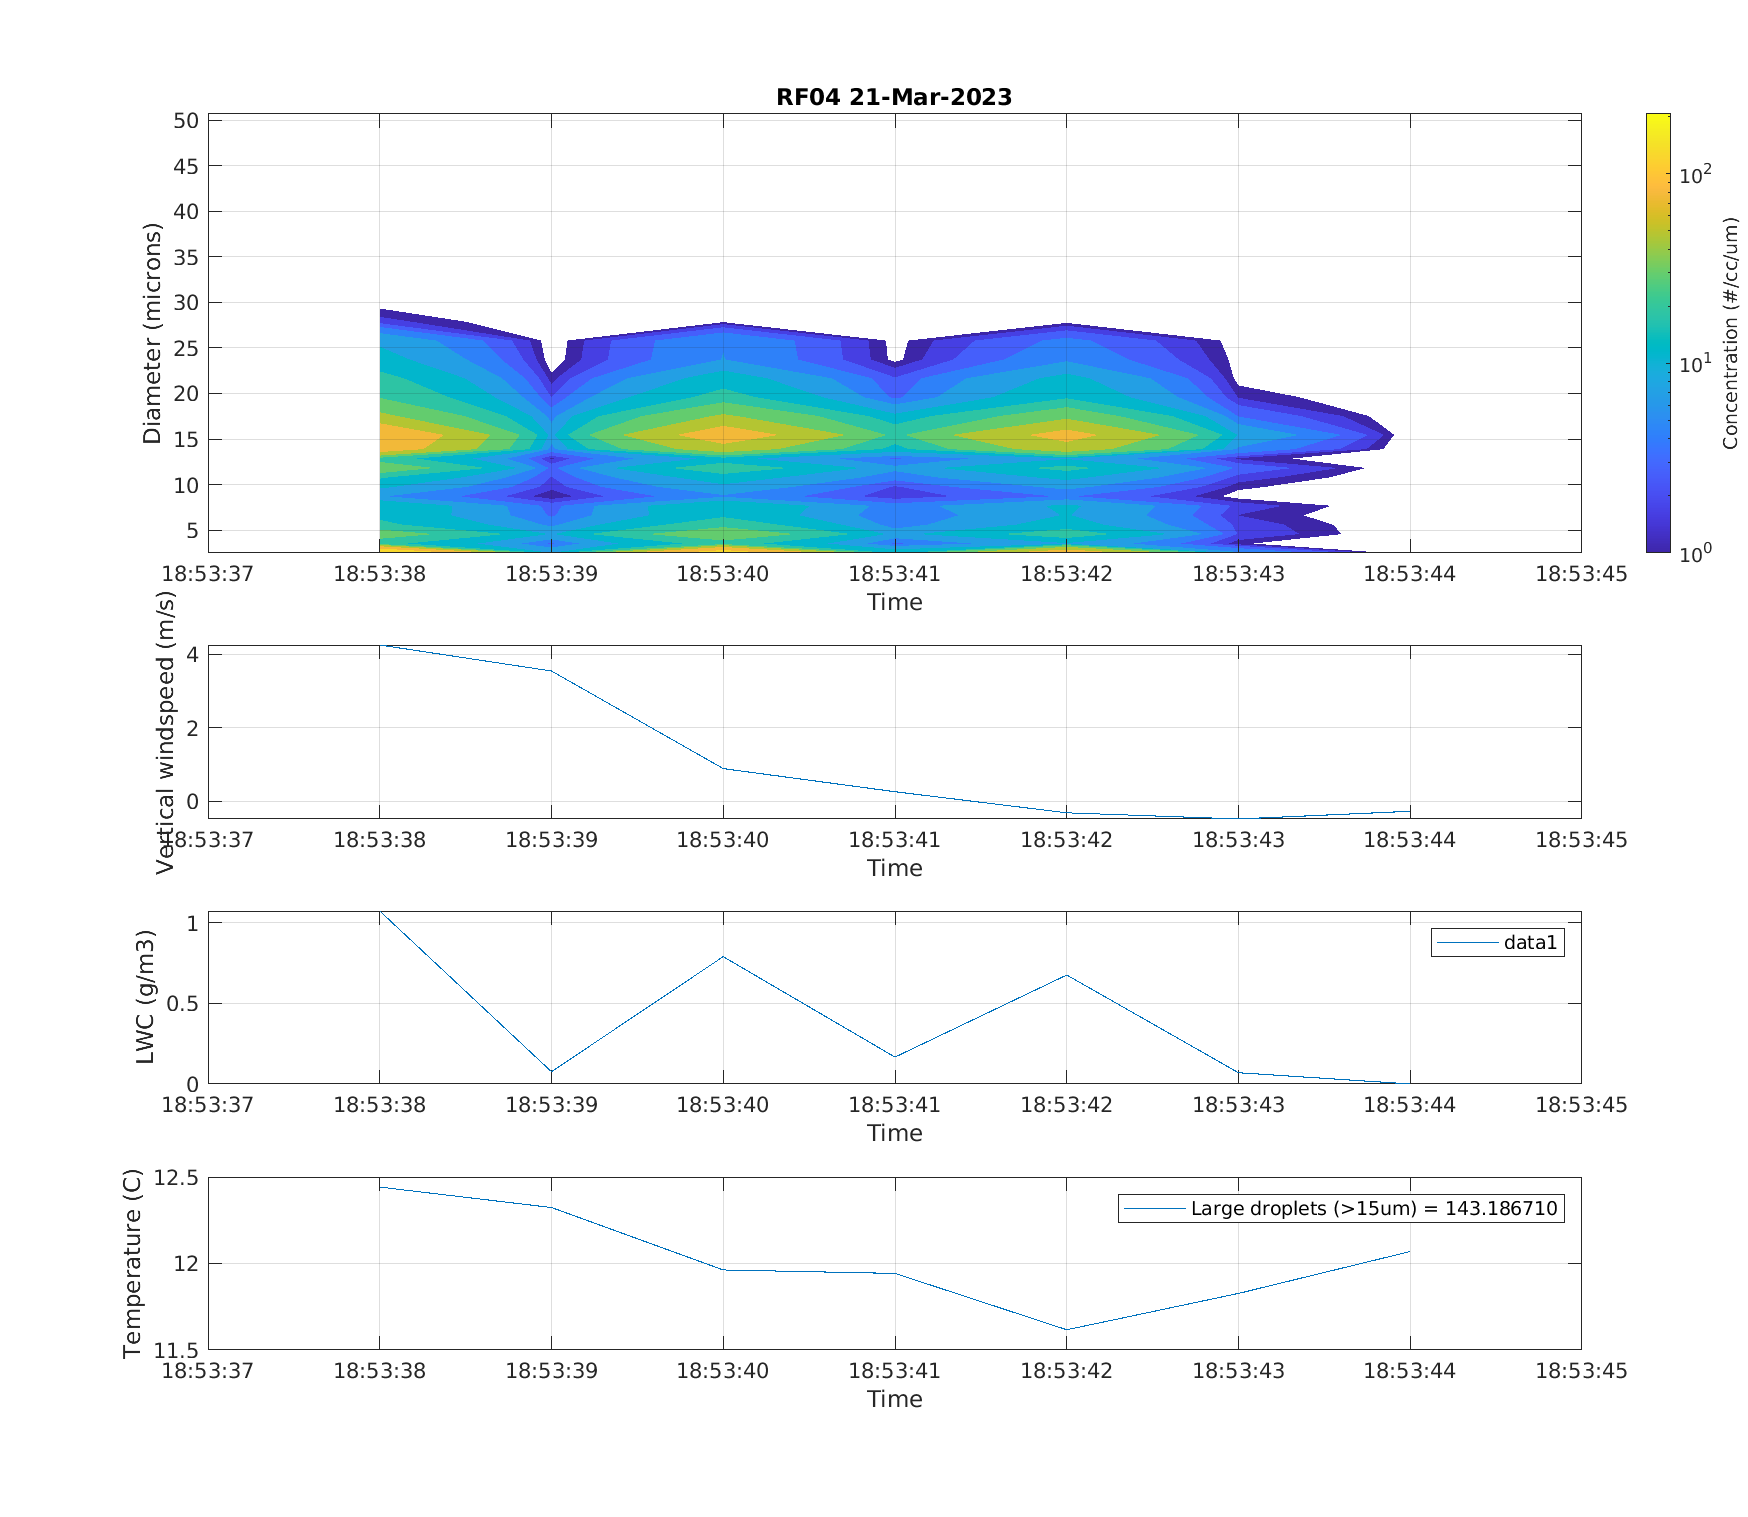 RF04 21-Mar-2023
Diameter (microns)
50
45
40
35
30
25
20
15
10
5
18:53:37 18:53:38 18:53:39 18:53:40 18:53:41 18:53:42 18:53:43 18:53:44 18:53:45
Time
10^2
10^1
10^0
Concentration (#/cc/um)
Vertical windspeed (m/s)
4
2
0
18:53:37 18:53:38 18:53:39 18:53:40 18:53:41 18:53:42 18:53:43 18:53:44 18:53:45
Time
LWC (g/m3)
1
0.5
0
data1
18:53:37 18:53:38 18:53:39 18:53:40 18:53:41 18:53:42 18:53:43 18:53:44 18:53:45
Time
Temperature (C)
12.5
12
11.5
Large droplets (>15um) = 143.186710
18:53:37 18:53:38 18:53:39 18:53:40 18:53:41 18:53:42 18:53:43 18:53:44 18:53:45
Time